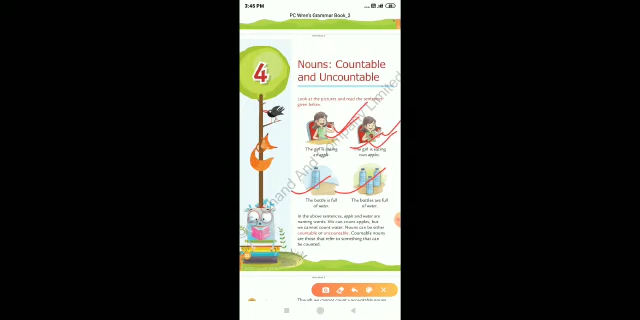 3:45 PM
PC Wren's Grammar Book_2
4
Nouns: Countable
and Uncountable
Look at the pictures and read the sentences
given below.
The girl is eating
an apple.
The girl is eating
two apples.
The bottle is full
of water.
The bottles are full
of water.
In the above sentences, apple and water are
naming words. We can count apples, but
we cannot count water. Nouns can be either
countable or uncountable. Countable nouns
are those that refer to something that can
be counted.